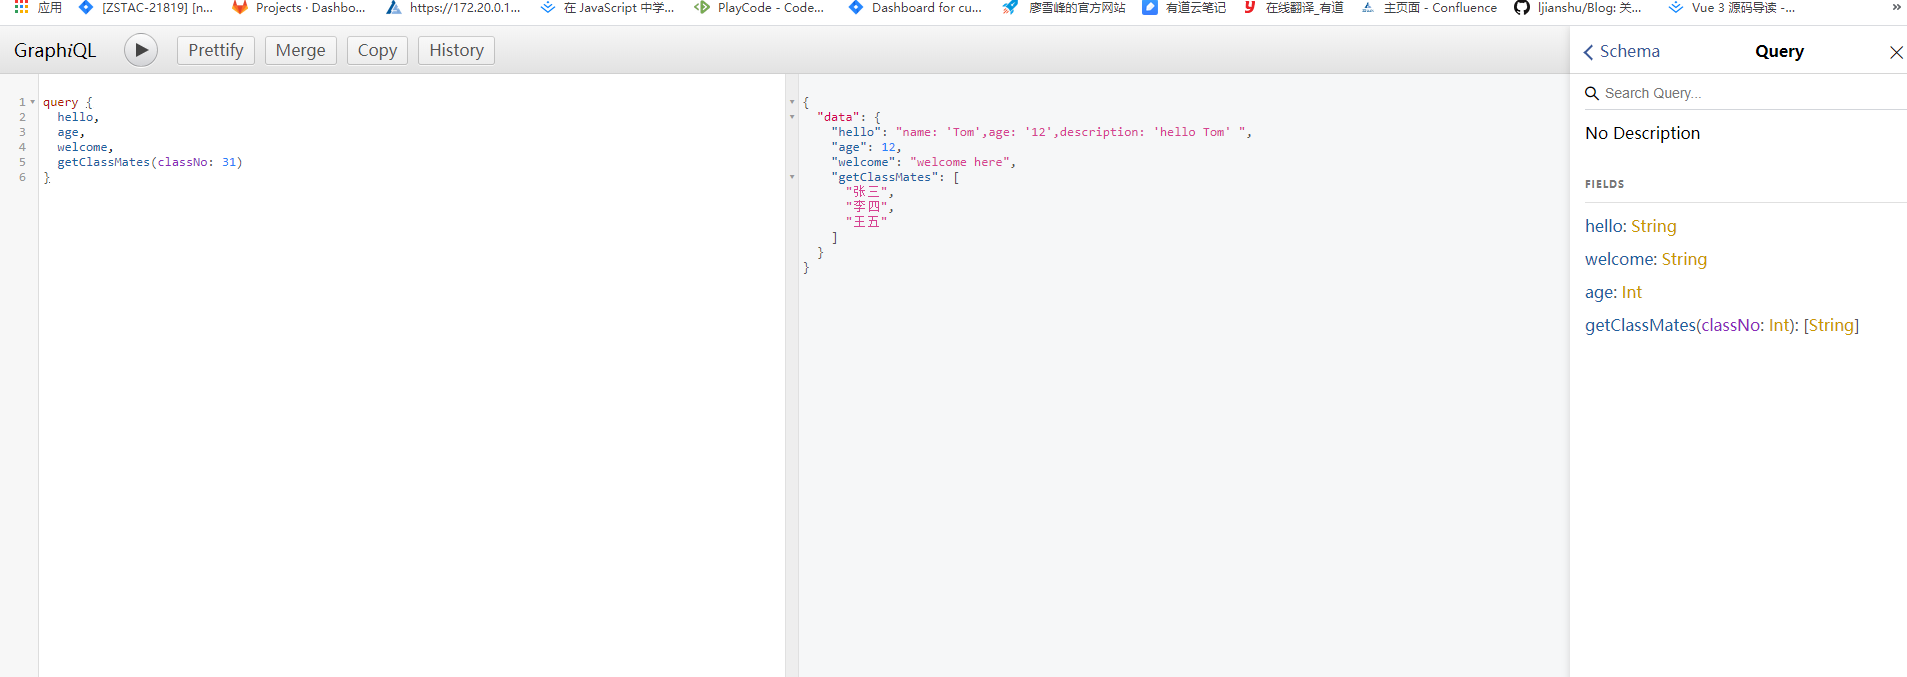 应用 [ZSTAC-21819] [n... Projects · Dashbo... https://172.20.0.1... 在 JavaScript 中学... PlayCode - Code... Dashboard for cu... 廖雪峰的官方网站 有道云笔记 在线翻译_有道 主页面 - Confluence ljianshu/Blog: 关... Vue 3 源码导读 -... »
GraphiQL Prettify Merge Copy History
Schema Query
Search Query...
No Description
FIELDS
hello: String
welcome: String
age: Int
getClassMates(classNo: Int): [String]
1 query {
2 hello,
3 age,
4 welcome,
5 getClassMates(classNo: 31)
6 }
{
"data": {
"hello": "name: 'Tom',age: '12',description: 'hello Tom' ",
"age": 12,
"welcome": "welcome here",
"getClassMates": [
"张三",
"李四",
"王五"
]
}
}